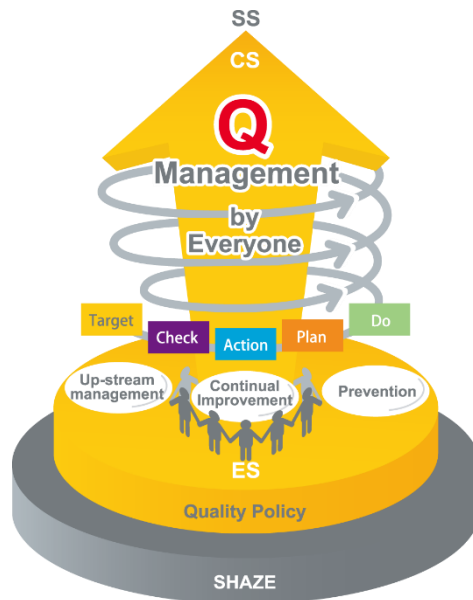 SS
CS
Q
Management
by
Everyone
Target
Check
Action
Plan
Do
Up-stream
management
Continual
Improvement
Prevention
ES
Quality Policy
SHAZE